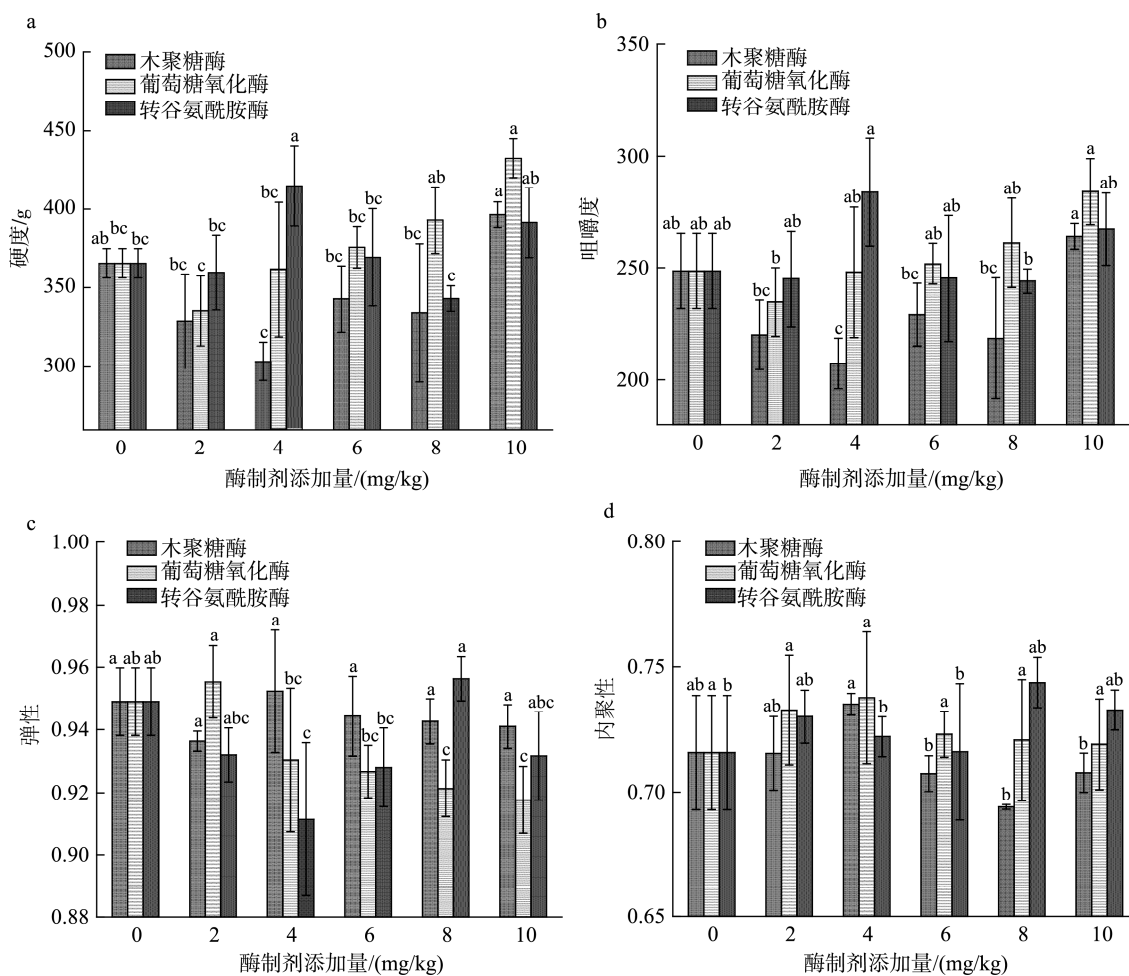 a
500
450
400
350
300
硬度/g
木聚糖酶
葡萄糖氧化酶
转谷氨酰胺酶
ab bc bc
bc c bc
c bc a
bc bc bc
bc ab c
a a ab
0 2 4 6 8 10
酶制剂添加量/(mg/kg)
b
350
300
250
200
咀嚼度
木聚糖酶
葡萄糖氧化酶
转谷氨酰胺酶
ab ab ab
bc b ab
c ab a
bc ab ab
bc ab b
a a ab
0 2 4 6 8 10
酶制剂添加量/(mg/kg)
c
1.00
0.98
0.96
0.94
0.92
0.90
0.88
弹性
木聚糖酶
葡萄糖氧化酶
转谷氨酰胺酶
a ab ab
a a abc
a bc c
a bc bc
a c a
a c abc
0 2 4 6 8 10
酶制剂添加量/(mg/kg)
d
0.80
0.75
0.70
0.65
内聚性
木聚糖酶
葡萄糖氧化酶
转谷氨酰胺酶
ab a b
ab a ab
a a b
b a b
b a ab
b a ab
0 2 4 6 8 10
酶制剂添加量/(mg/kg)